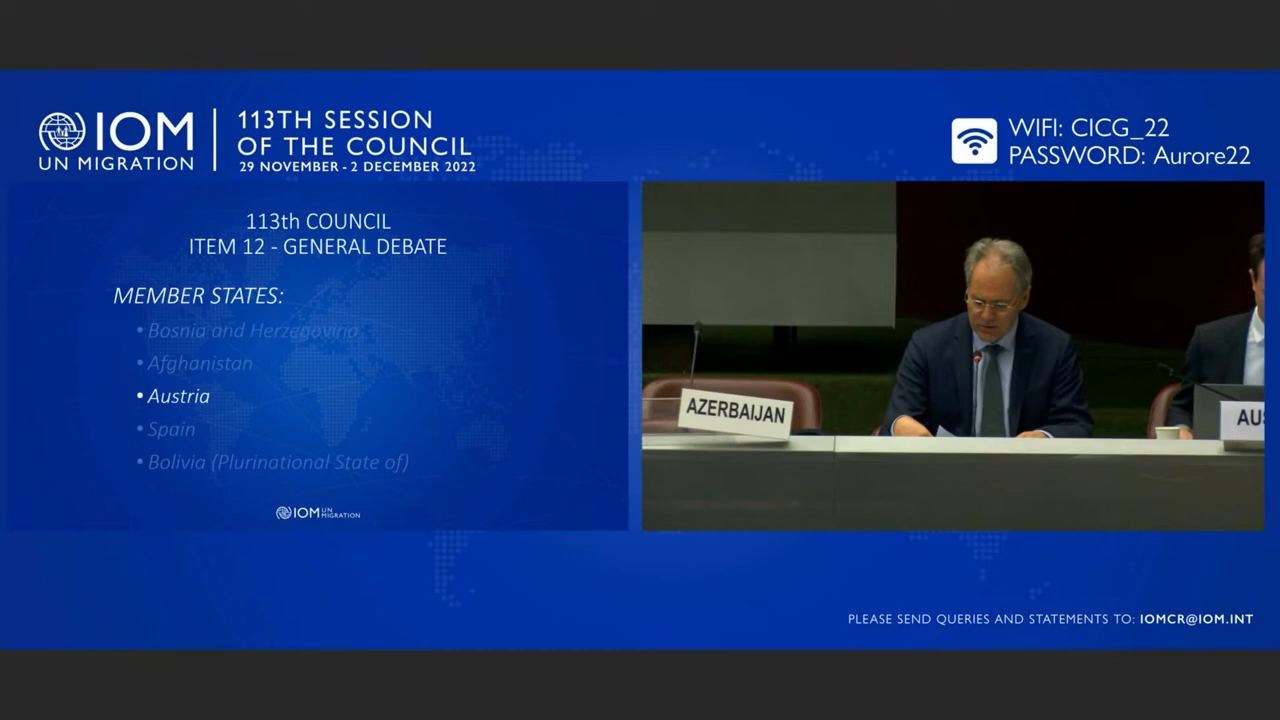 IOM
UN MIGRATION
113TH SESSION
OF THE COUNCIL
29 NOVEMBER - 2 DECEMBER 2022
WIFI: CICG_22
PASSWORD: Aurore22
113th COUNCIL
ITEM 12 - GENERAL DEBATE
MEMBER STATES:
• Bosnia and Herzegovina
• Afghanistan
• Austria
• Spain
• Bolivia (Plurinational State of)
IOM UN MIGRATION
AZERBAIJAN
AUS
PLEASE SEND QUERIES AND STATEMENTS TO: IOMCR@IOM.INT